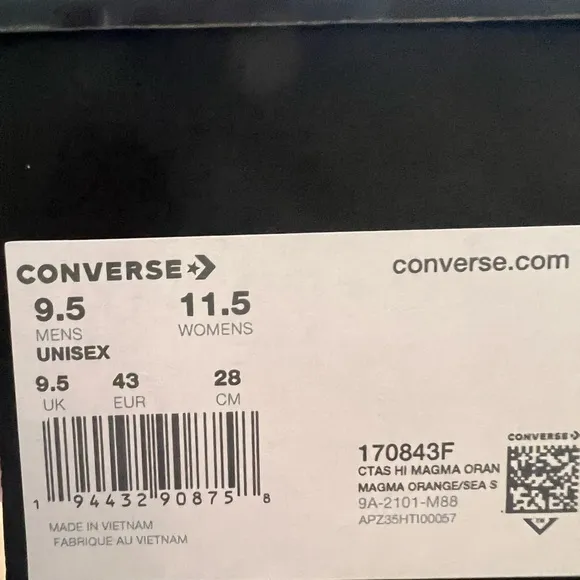 CONVERSE
converse.com
9.5 11.5
MENS WOMENS
UNISEX
9.5 43 28
UK EUR CM
1 94432 90875 8
MADE IN VIETNAM
FABRIQUE AU VIETNAM
CONVERSE
170843F
CTAS HI MAGMA ORAN
MAGMA ORANGE/SEA S
9A-2101-M88
APZ35HTI00057